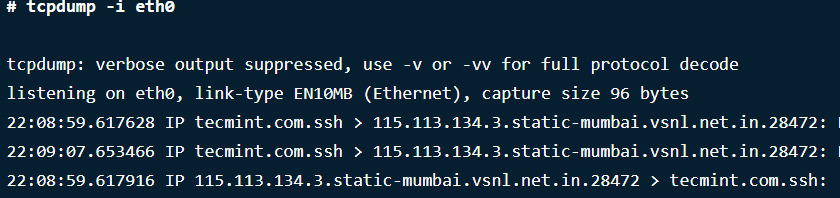 # tcpdump -i eth0
tcpdump: verbose output suppressed, use -v or -vv for full protocol decode
listening on eth0, link-type EN10MB (Ethernet), capture size 96 bytes
22:08:59.617628 IP tecmint.com.ssh > 115.113.134.3.static-mumbai.vsnl.net.in.28472:
22:09:07.653466 IP tecmint.com.ssh > 115.113.134.3.static-mumbai.vsnl.net.in.28472:
22:08:59.617916 IP 115.113.134.3.static-mumbai.vsnl.net.in.28472 > tecmint.com.ssh: